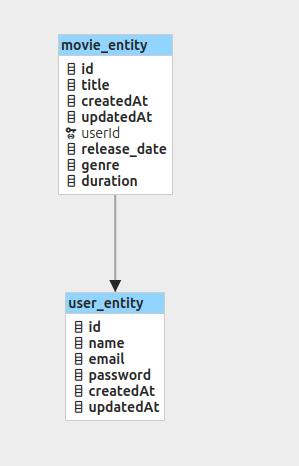 movie_entity
id
title
createdAt
updatedAt
userId
release_date
genre
duration
user_entity
id
name
email
password
createdAt
updatedAt